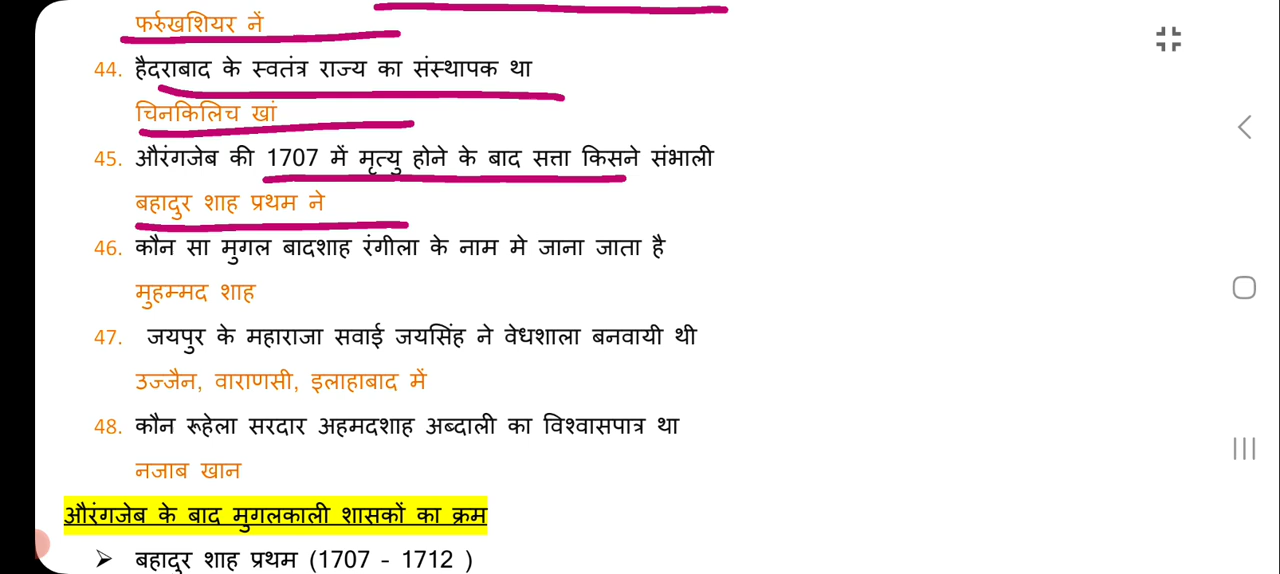 फर्रुखशियर नें
44. हैदराबाद के स्वतंत्र राज्य का संस्थापक था
चिनकिलिच खां
45. औरंगजेब की 1707 में मृत्यु होने के बाद सत्ता किसने संभाली
बहादुर शाह प्रथम ने
46. कौन सा मुगल बादशाह रंगीला के नाम मे जाना जाता है
मुहम्मद शाह
47. जयपुर के महाराजा सवाई जयसिंह ने वेधशाला बनवायी थी
उज्जैन, वाराणसी, इलाहाबाद में
48. कौन रूहेला सरदार अहमदशाह अब्दाली का विश्वासपात्र था
नजाब खान
औरंगजेब के बाद मुगलकाली शासकों का क्रम
➢ बहादुर शाह प्रथम (1707 - 1712 )